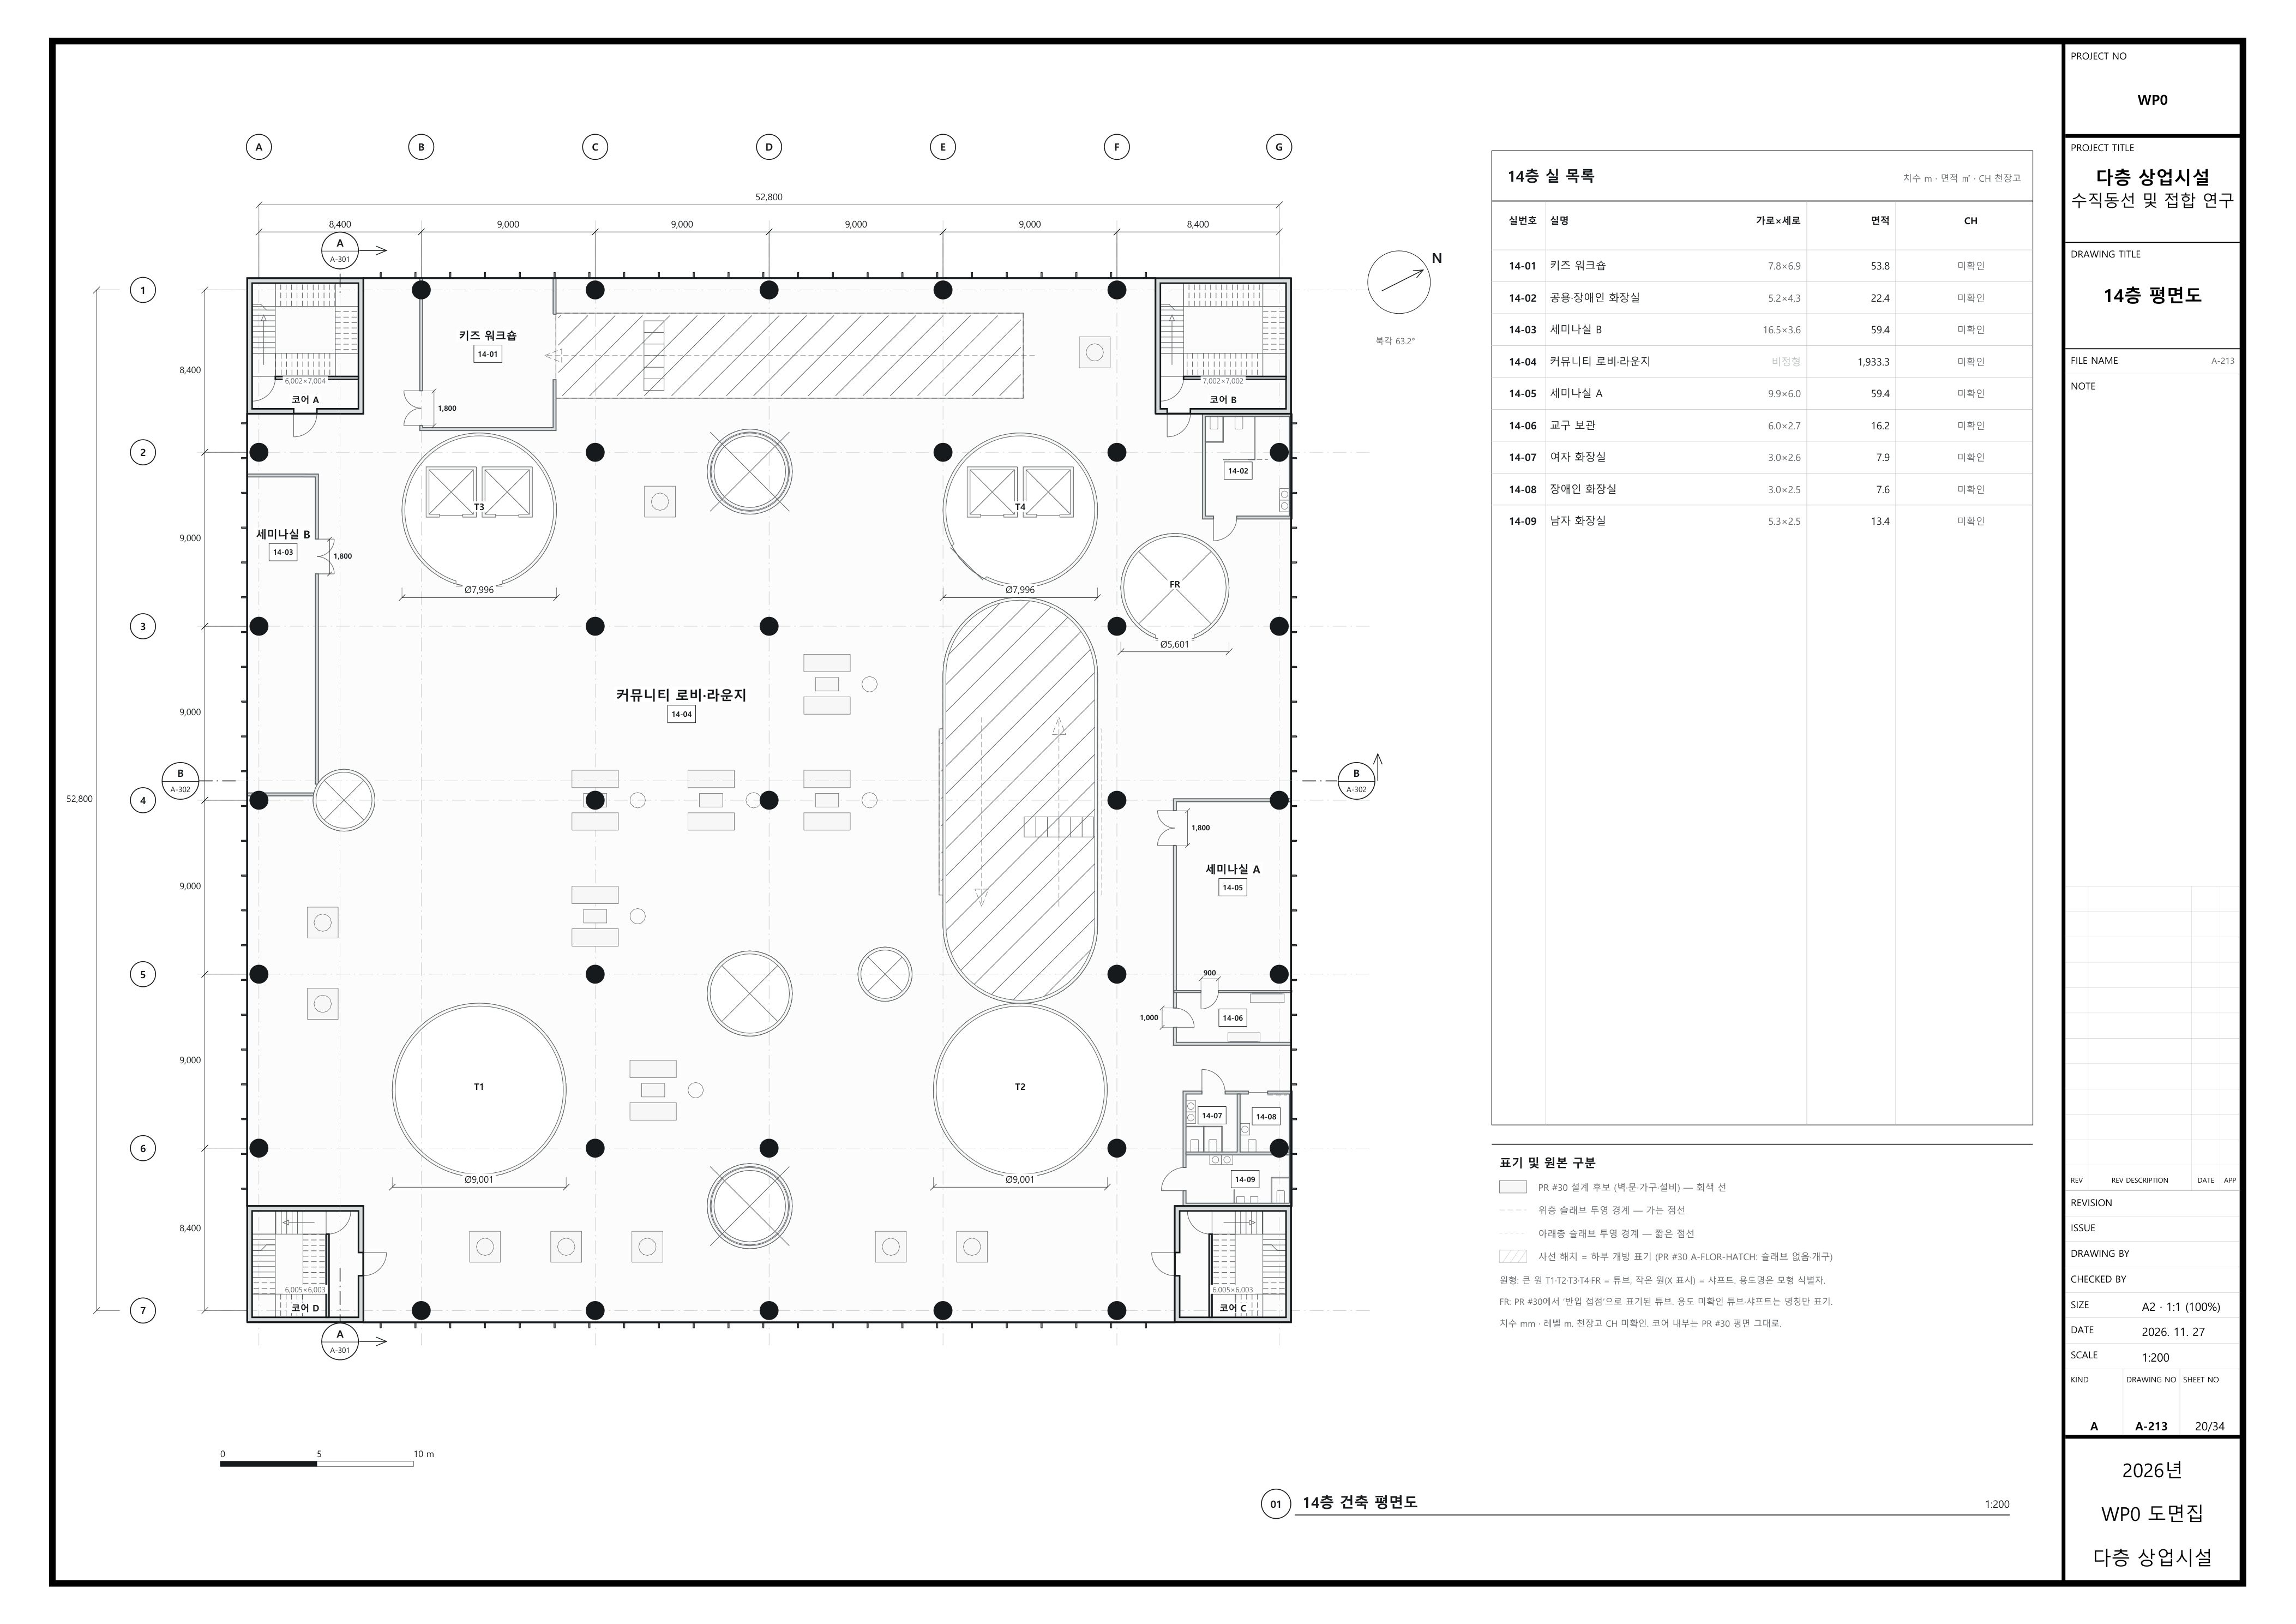 A
B
C
D
E
F
G
52,800
8,400
9,000
9,000
9,000
9,000
8,400
A
A-301
N
북각 63.2°
1
2
3
4
5
6
7
52,800
8,400
9,000
9,000
9,000
9,000
8,400
6,002×7,004
코어 A
키즈 워크숍
14-01
1,800
7,002×7,002
코어 B
14-02
T3
T4
Ø7,996
Ø7,996
FR
Ø5,601
세미나실 B
14-03
1,800
커뮤니티 로비·라운지
14-04
B
A-302
B
A-302
1,800
세미나실 A
14-05
900
1,000
14-06
T1
T2
Ø9,001
Ø9,001
14-07
14-08
14-09
6,005×6,003
코어 D
6,005×6,003
코어 C
A
A-301
0 5 10 m
01 14층 건축 평면도 1:200
14층 실 목록 치수 m · 면적 ㎡ · CH 천장고
실번호 실명 가로×세로 면적 CH
14-01 키즈 워크숍 7.8×6.9 53.8 미확인
14-02 공용·장애인 화장실 5.2×4.3 22.4 미확인
14-03 세미나실 B 16.5×3.6 59.4 미확인
14-04 커뮤니티 로비·라운지 비정형 1,933.3 미확인
14-05 세미나실 A 9.9×6.0 59.4 미확인
14-06 교구 보관 6.0×2.7 16.2 미확인
14-07 여자 화장실 3.0×2.6 7.9 미확인
14-08 장애인 화장실 3.0×2.5 7.6 미확인
14-09 남자 화장실 5.3×2.5 13.4 미확인
표기 및 원본 구분
PR #30 설계 후보 (벽·문·가구·설비) — 회색 선
위층 슬래브 투영 경계 — 가는 점선
아래층 슬래브 투영 경계 — 짧은 점선
사선 해치 = 하부 개방 표기 (PR #30 A-FLOR-HATCH: 슬래브 없음·개구)
원형: 큰 원 T1·T2·T3·T4·FR = 튜브, 작은 원(X 표시) = 샤프트. 용도명은 모형 식별자.
FR: PR #30에서 '반입 접점'으로 표기된 튜브. 용도 미확인 튜브·샤프트는 명칭만 표기.
치수 mm · 레벨 m. 천장고 CH 미확인. 코어 내부는 PR #30 평면 그대로.
PROJECT NO
WP0
PROJECT TITLE
다층 상업시설
수직동선 및 접합 연구
DRAWING TITLE
14층 평면도
FILE NAME A-213
NOTE
REV REV DESCRIPTION DATE APP
REVISION
ISSUE
DRAWING BY
CHECKED BY
SIZE A2 · 1:1 (100%)
DATE 2026. 11. 27
SCALE 1:200
KIND DRAWING NO SHEET NO
A A-213 20/34
2026년
WP0 도면집
다층 상업시설